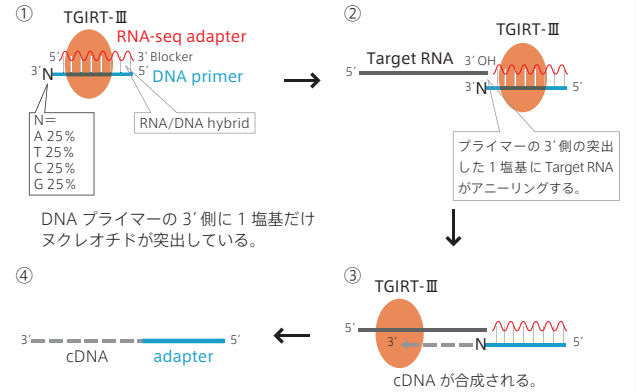 ①
TGIRT-Ⅲ
RNA-seq adapter
5′
3′ Blocker
3′
N
5′
DNA primer
RNA/DNA hybrid
N＝
A 25%
T 25%
C 25%
G 25%
DNA プライマーの 3′ 側に 1 塩基だけ
ヌクレオチドが突出している。
②
TGIRT-Ⅲ
Target RNA
3′ OH
5′
3′
N
プライマーの 3′ 側の突出
した 1 塩基に Target RNA
がアニーリングする。
③
TGIRT-Ⅲ
5′
3′
N
cDNA が合成される。
④
3′
5′
cDNA
adapter